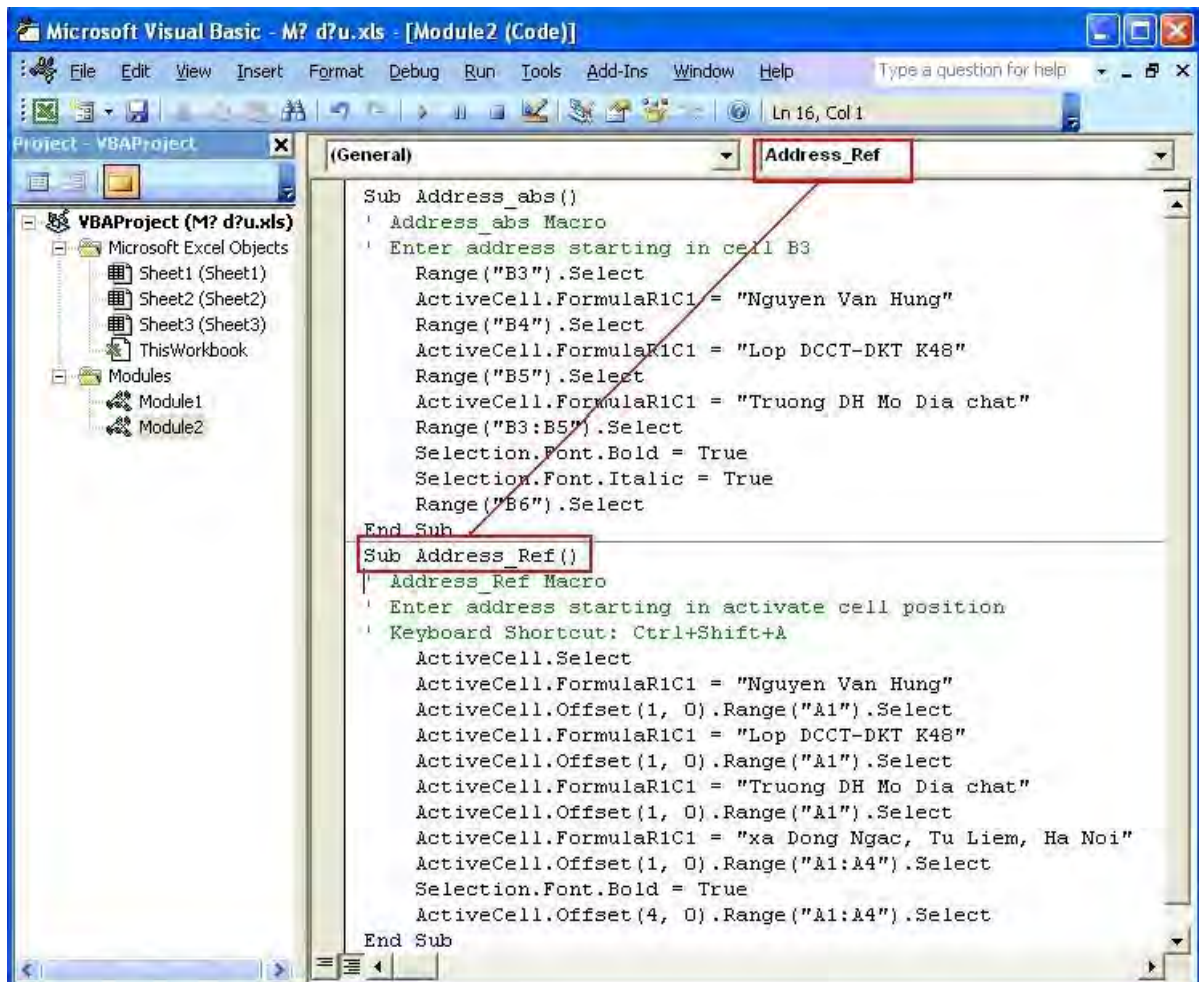 Microsoft Visual Basic - M? d?u.xls - [Module2 (Code)]
File Edit View Insert Format Debug Run Tools Add-Ins Window Help Type a question for help
Ln 16, Col 1
Project - VBAProject
(General) Address_Ref
VBAProject (M? d?u.xls)
Microsoft Excel Objects
Sheet1 (Sheet1)
Sheet2 (Sheet2)
Sheet3 (Sheet3)
ThisWorkbook
Modules
Module1
Module2
Sub Address_abs()
' Address_abs Macro
' Enter address starting in cell B3
Range("B3").Select
ActiveCell.FormulaR1C1 = "Nguyen Van Hung"
Range("B4").Select
ActiveCell.FormulaR1C1 = "Lop DCCT-DKT K48"
Range("B5").Select
ActiveCell.FormulaR1C1 = "Truong DH Mo Dia chat"
Range("B3:B5").Select
Selection.Font.Bold = True
Selection.Font.Italic = True
Range("B6").Select
End Sub
Sub Address_Ref()
' Address_Ref Macro
' Enter address starting in activate cell position
' Keyboard Shortcut: Ctrl+Shift+A
ActiveCell.Select
ActiveCell.FormulaR1C1 = "Nguyen Van Hung"
ActiveCell.Offset(1, 0).Range("A1").Select
ActiveCell.FormulaR1C1 = "Lop DCCT-DKT K48"
ActiveCell.Offset(1, 0).Range("A1").Select
ActiveCell.FormulaR1C1 = "Truong DH Mo Dia chat"
ActiveCell.Offset(1, 0).Range("A1").Select
ActiveCell.FormulaR1C1 = "xa Dong Ngac, Tu Liem, Ha Noi"
ActiveCell.Offset(1, 0).Range("A1:A4").Select
Selection.Font.Bold = True
ActiveCell.Offset(4, 0).Range("A1:A4").Select
End Sub